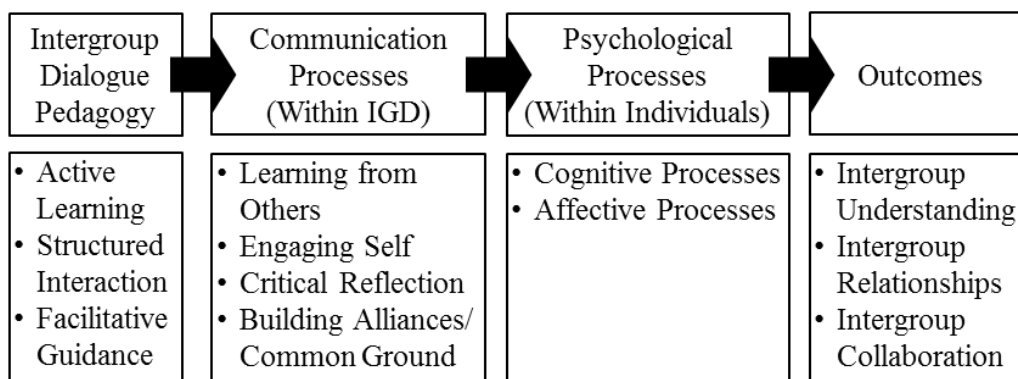 Intergroup
Dialogue
Pedagogy
Communication
Processes
(Within IGD)
Psychological
Processes
(Within Individuals)
Outcomes
• Active
Learning
• Structured
Interaction
• Facilitative
Guidance
• Learning from
Others
• Engaging Self
• Critical Reflection
• Building Alliances/
Common Ground
• Cognitive Processes
• Affective Processes
• Intergroup
Understanding
• Intergroup
Relationships
• Intergroup
Collaboration